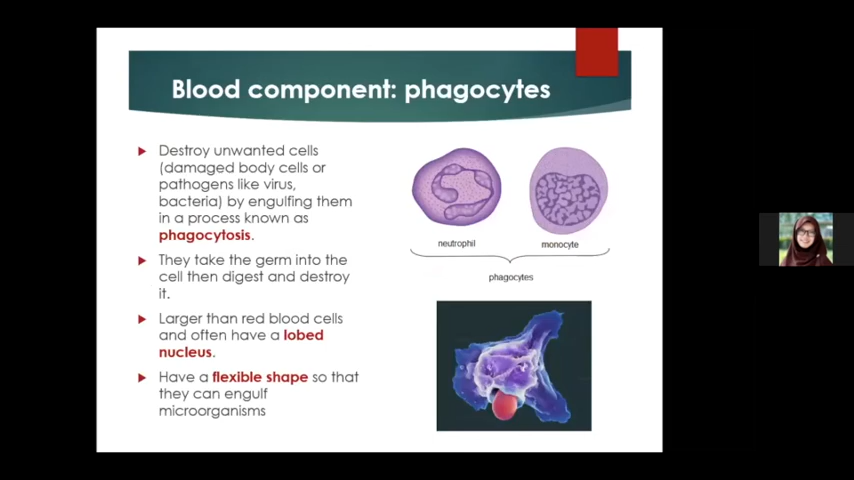 Blood component: phagocytes
Destroy unwanted cells
(damaged body cells or
pathogens like virus,
bacteria) by engulfing them
in a process known as
phagocytosis.
They take the germ into the
cell then digest and destroy
it.
Larger than red blood cells
and often have a lobed
nucleus.
Have a flexible shape so that
they can engulf
microorganisms
neutrophil
monocyte
phagocytes